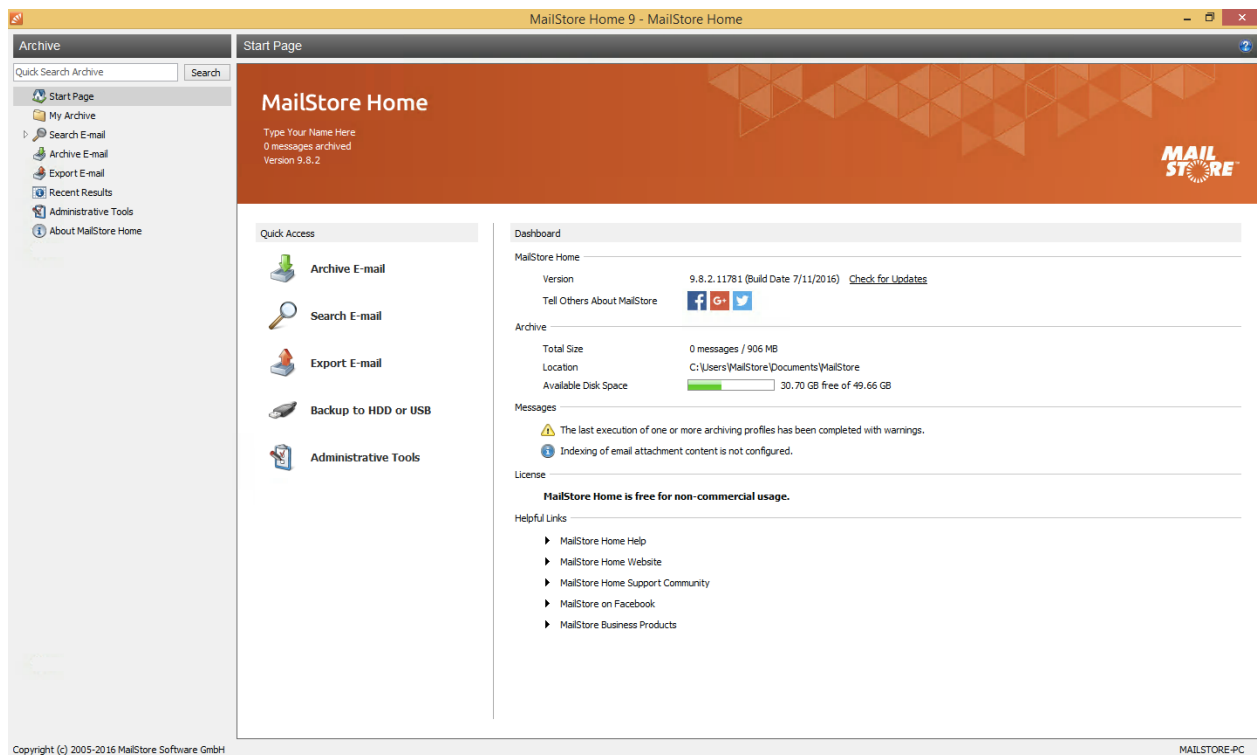 MailStore Home 9 - MailStore Home
Archive
Quick Search Archive Search
Start Page
My Archive
Search E-mail
Archive E-mail
Export E-mail
Recent Results
Administrative Tools
About MailStore Home
Start Page
MailStore Home
Type Your Name Here
0 messages archived
Version 9.8.2
MAIL
STORE™
Quick Access
Archive E-mail
Search E-mail
Export E-mail
Backup to HDD or USB
Administrative Tools
Dashboard
MailStore Home
Version 9.8.2.11781 (Build Date 7/11/2016) Check for Updates
Tell Others About MailStore
Archive
Total Size 0 messages / 906 MB
Location C:\Users\MailStore\Documents\MailStore
Available Disk Space 30.70 GB free of 49.66 GB
Messages
The last execution of one or more archiving profiles has been completed with warnings.
Indexing of email attachment content is not configured.
License
MailStore Home is free for non-commercial usage.
Helpful Links
MailStore Home Help
MailStore Home Website
MailStore Home Support Community
MailStore on Facebook
MailStore Business Products
Copyright (c) 2005-2016 MailStore Software GmbH
MAILSTORE-PC